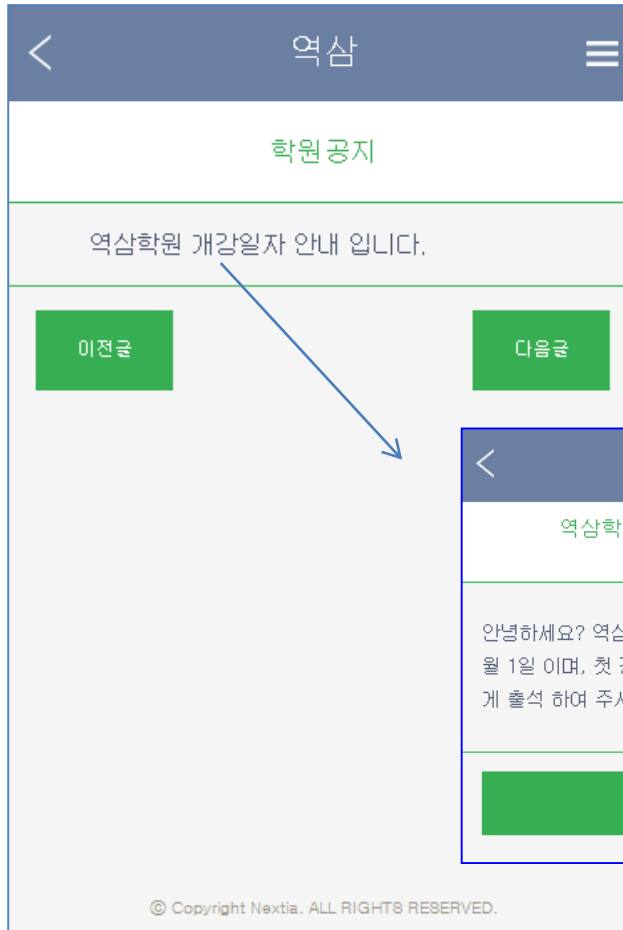 역삼
학원공지
역삼학원 개강일자 안내 입니다.
이전글
다음글
역삼학
안녕하세요? 역삼
월 1일 이며, 첫
게 출석 하여 주
© Copyright Nextia. ALL RIGHTS RESERVED.